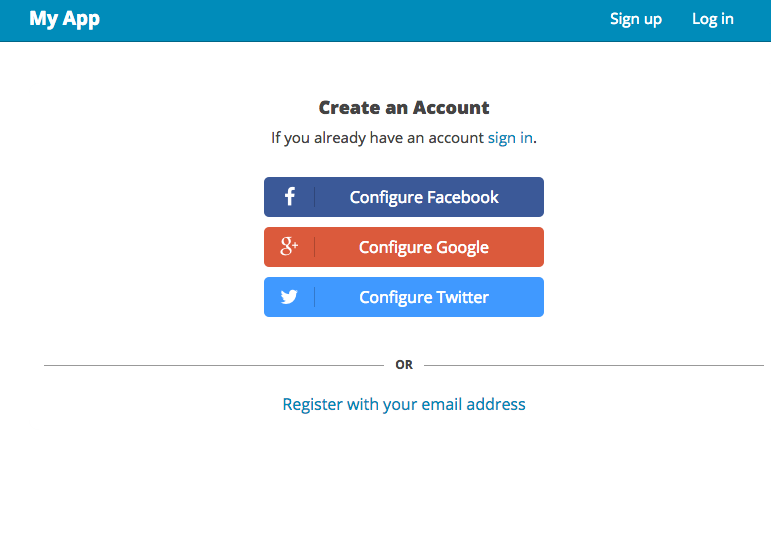 My App
Sign up
Log in
Create an Account
If you already have an account sign in.
Configure Facebook
Configure Google
Configure Twitter
OR
Register with your email address